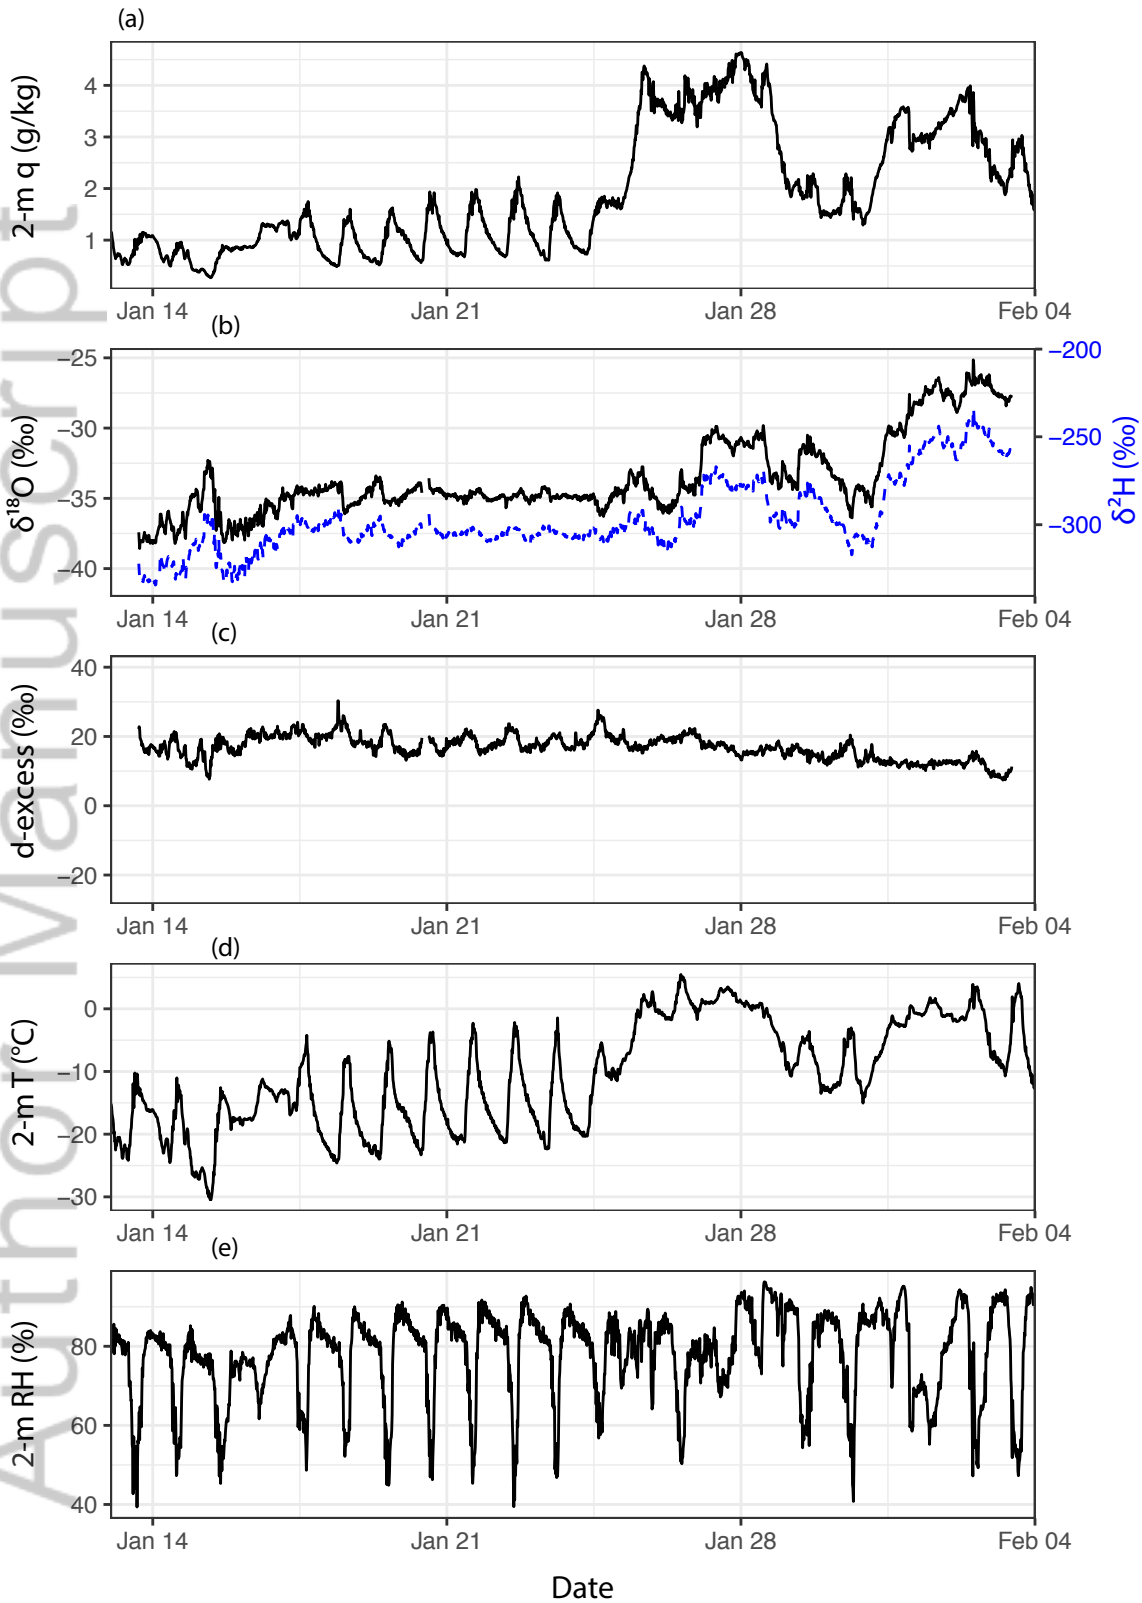 (a)
2-m q (g/kg)
4
3
2
1
Jan 14 Jan 21 Jan 28 Feb 04
(b)
δ¹⁸O (‰)
−25
−30
−35
−40
−200
−250
−300
δ²H (‰)
Jan 14 Jan 21 Jan 28 Feb 04
(c)
d-excess (‰)
40
20
0
−20
Jan 14 Jan 21 Jan 28 Feb 04
(d)
2-m T (°C)
0
−10
−20
−30
Jan 14 Jan 21 Jan 28 Feb 04
(e)
2-m RH (%)
80
60
40
Jan 14 Jan 21 Jan 28 Feb 04
Date
Author Manuscript